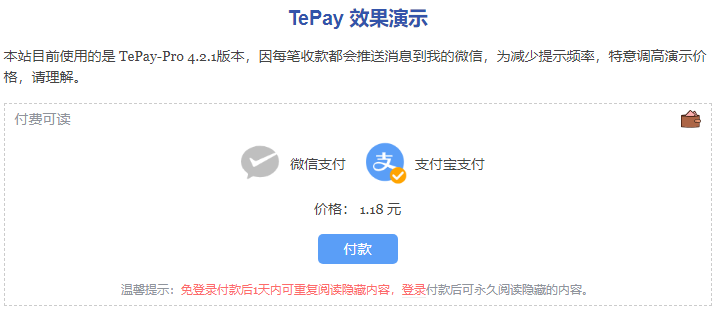 TePay 效果演示
本站目前使用的是 TePay-Pro 4.2.1版本，因每笔收款都会推送消息到我的微信，为减少提示频率，特意调高演示价
格，请理解。
付费可读
微信支付 支付宝支付
价格： 1.18 元
付款
温馨提示：免登录付款后1天内可重复阅读隐藏内容，登录付款后可永久阅读隐藏的内容。